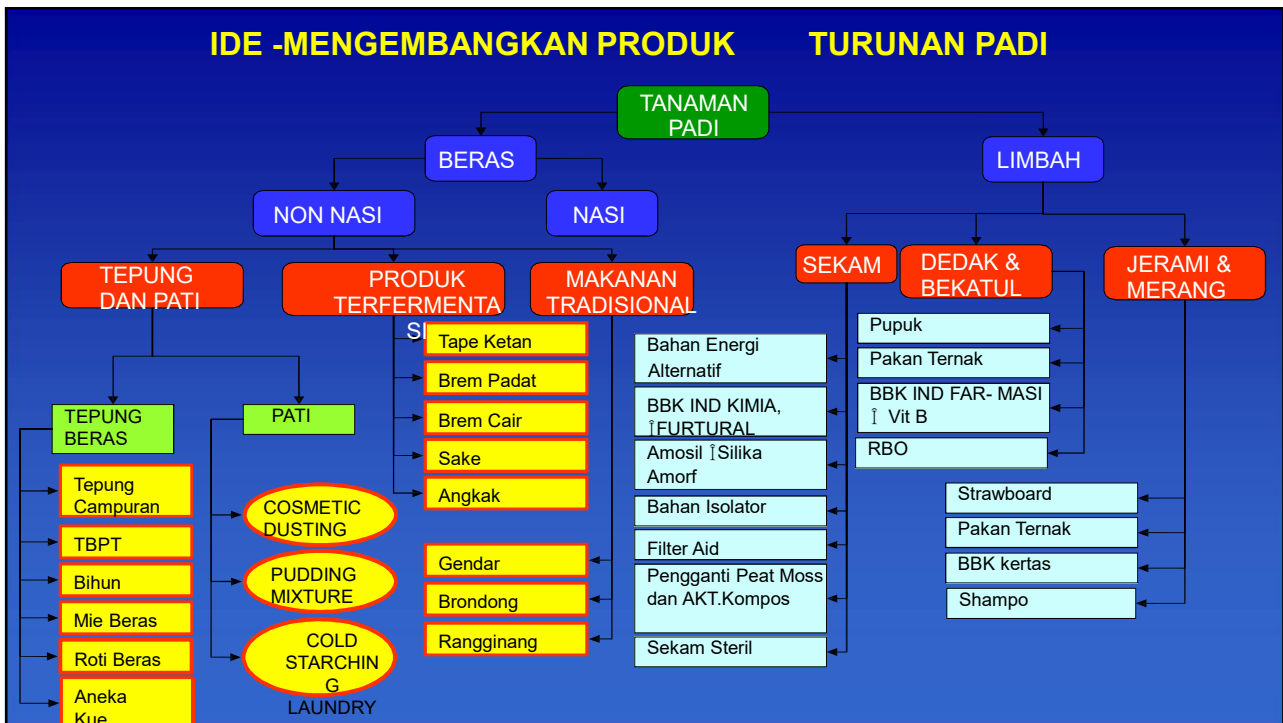 IDE -MENGEMBANGKAN PRODUK TURUNAN PADI
TANAMAN
PADI
BERAS
LIMBAH
NON NASI
NASI
TEPUNG
DAN PATI
PRODUK
TERFERMENTA
SI
MAKANAN
TRADISIONAL
SEKAM
DEDAK &
BEKATUL
JERAMI &
MERANG
TEPUNG
BERAS
PATI
Tepung
Campuran
TBPT
Bihun
Mie Beras
Roti Beras
Aneka
Kue
COSMETIC
DUSTING
PUDDING
MIXTURE
COLD
STARCHIN
G
LAUNDRY
Tape Ketan
Brem Padat
Brem Cair
Sake
Angkak
Gendar
Brondong
Rangginang
Bahan Energi
Alternatif
BBK IND KIMIA,
ÎFURTURAL
Amosil ÎSilika
Amorf
Bahan Isolator
Filter Aid
Pengganti Peat Moss
dan AKT.Kompos
Sekam Steril
Pupuk
Pakan Ternak
BBK IND FAR- MASI
Î Vit B
RBO
Strawboard
Pakan Ternak
BBK kertas
Shampo